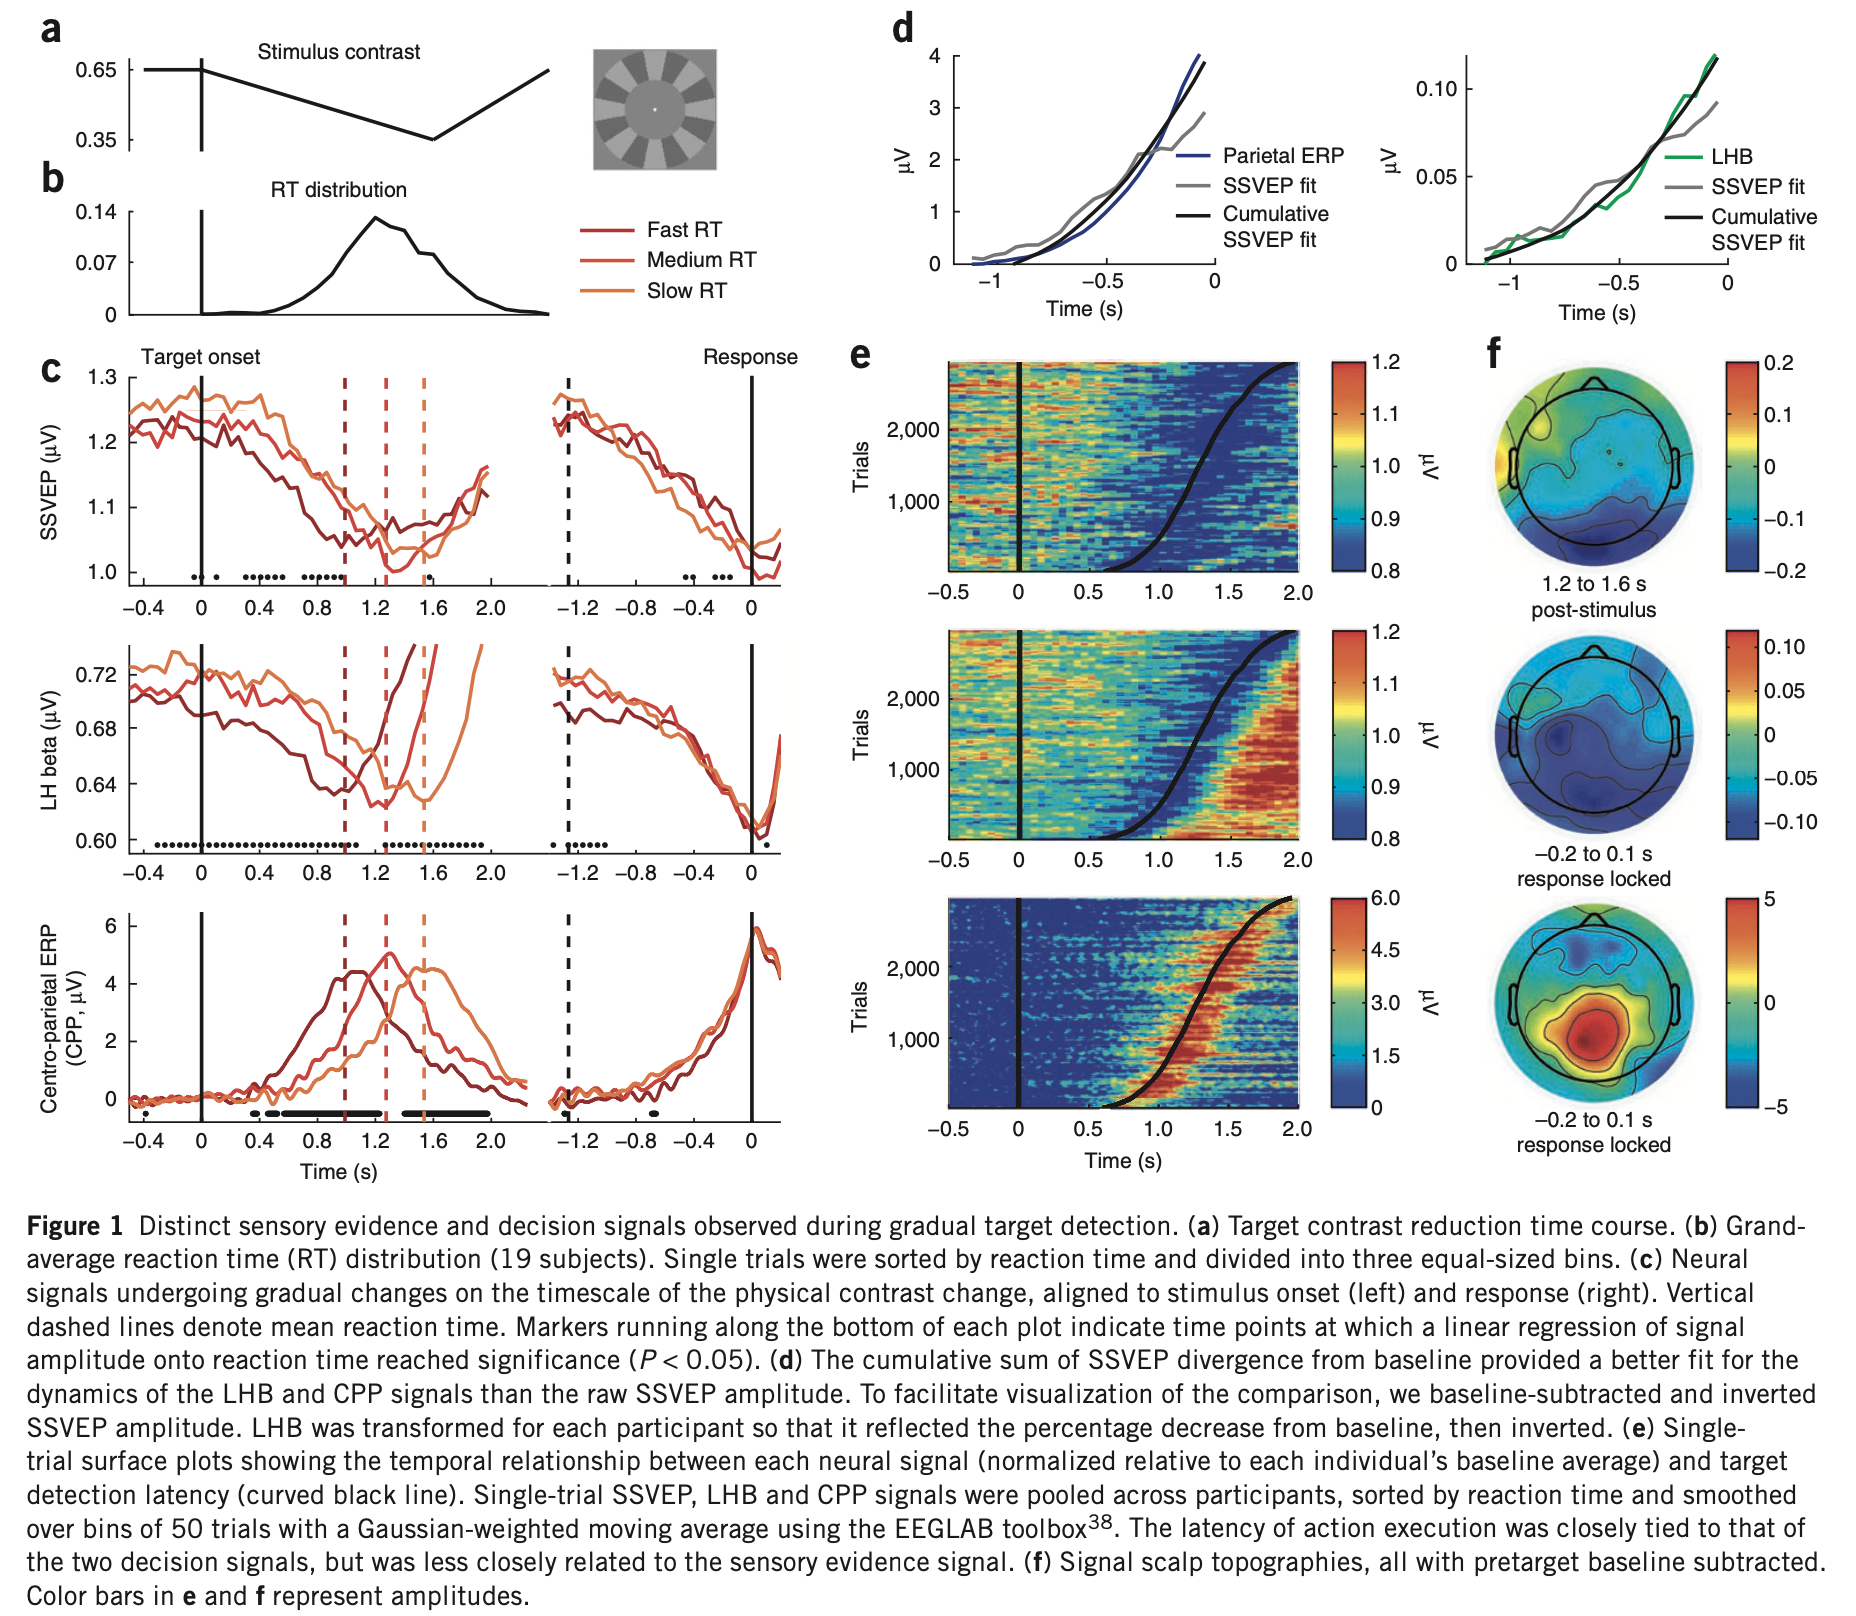 a
Stimulus contrast
0.65
0.35
b
RT distribution
0.14
0.07
0
Fast RT
Medium RT
Slow RT
c
Target onset
Response
SSVEP (μV)
1.3
1.2
1.1
1.0
−0.4 0 0.4 0.8 1.2 1.6 2.0
−1.2 −0.8 −0.4 0
LH beta (μV)
0.72
0.68
0.64
0.60
−0.4 0 0.4 0.8 1.2 1.6 2.0
−1.2 −0.8 −0.4 0
Centro-parietal ERP
(CPP, μV)
6
4
2
0
−0.4 0 0.4 0.8 1.2 1.6 2.0
−1.2 −0.8 −0.4 0
Time (s)
d
μV
4
3
2
1
0
−1 −0.5 0
Time (s)
Parietal ERP
SSVEP fit
Cumulative
SSVEP fit
μV
0.10
0.05
0
−1 −0.5 0
Time (s)
LHB
SSVEP fit
Cumulative
SSVEP fit
e
Trials
2,000
1,000
−0.5 0 0.5 1.0 1.5 2.0
1.2
1.1
1.0
0.9
0.8
μV
Trials
2,000
1,000
−0.5 0 0.5 1.0 1.5 2.0
1.2
1.1
1.0
0.9
0.8
μV
Trials
2,000
1,000
−0.5 0 0.5 1.0 1.5 2.0
Time (s)
6.0
4.5
3.0
1.5
0
μV
f
0.2
0.1
0
−0.1
−0.2
1.2 to 1.6 s
post-stimulus
0.10
0.05
0
−0.05
−0.10
−0.2 to 0.1 s
response locked
5
0
−5
−0.2 to 0.1 s
response locked
Figure 1 Distinct sensory evidence and decision signals observed during gradual target detection. (a) Target contrast reduction time course. (b) Grand-
average reaction time (RT) distribution (19 subjects). Single trials were sorted by reaction time and divided into three equal-sized bins. (c) Neural
signals undergoing gradual changes on the timescale of the physical contrast change, aligned to stimulus onset (left) and response (right). Vertical
dashed lines denote mean reaction time. Markers running along the bottom of each plot indicate time points at which a linear regression of signal
amplitude onto reaction time reached significance (P < 0.05). (d) The cumulative sum of SSVEP divergence from baseline provided a better fit for the
dynamics of the LHB and CPP signals than the raw SSVEP amplitude. To facilitate visualization of the comparison, we baseline-subtracted and inverted
SSVEP amplitude. LHB was transformed for each participant so that it reflected the percentage decrease from baseline, then inverted. (e) Single-
trial surface plots showing the temporal relationship between each neural signal (normalized relative to each individual’s baseline average) and target
detection latency (curved black line). Single-trial SSVEP, LHB and CPP signals were pooled across participants, sorted by reaction time and smoothed
over bins of 50 trials with a Gaussian-weighted moving average using the EEGLAB toolbox38. The latency of action execution was closely tied to that of
the two decision signals, but was less closely related to the sensory evidence signal. (f) Signal scalp topographies, all with pretarget baseline subtracted.
Color bars in e and f represent amplitudes.